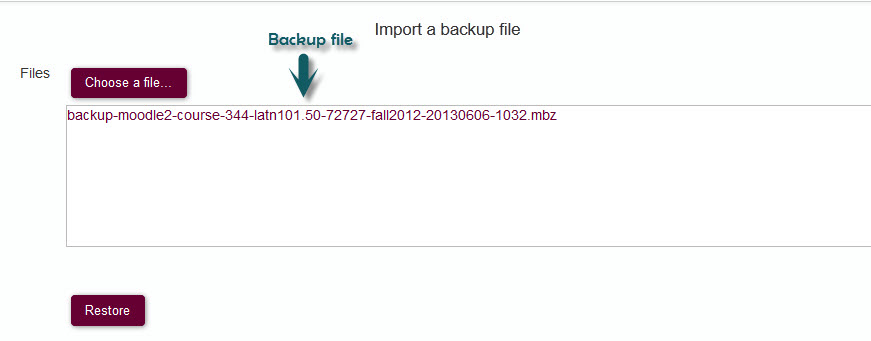 Import a backup file
Backup file
Files
Choose a file...
backup-moodle2-course-344-latn101.50-72727-fall2012-20130606-1032.mbz
Restore